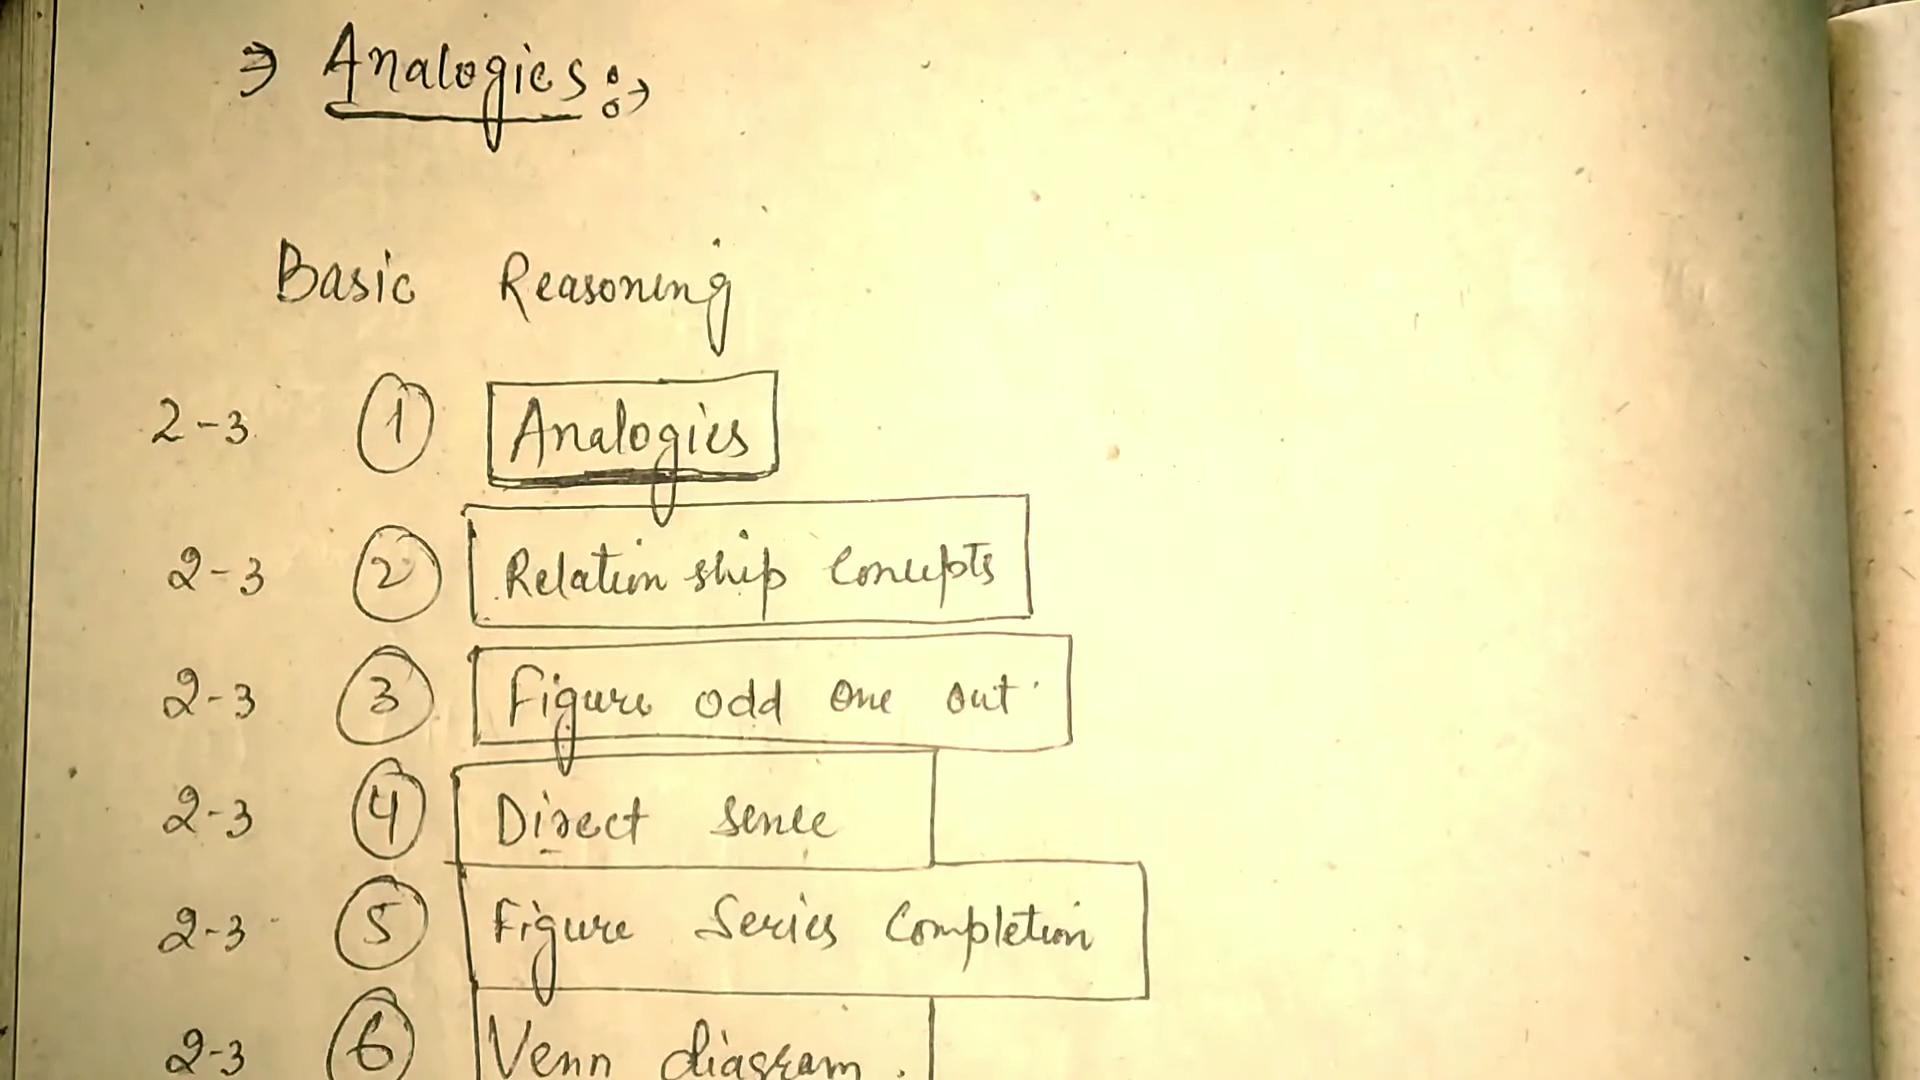 ⇒ Analogies :→
Basic Reasoning
2-3 ① Analogies
2-3 ② Relation ship Concepts
2-3 ③ Figure odd one out
2-3 ④ Direct sense
2-3 ⑤ Figure Series Completion
2-3 ⑥ Venn diagram.